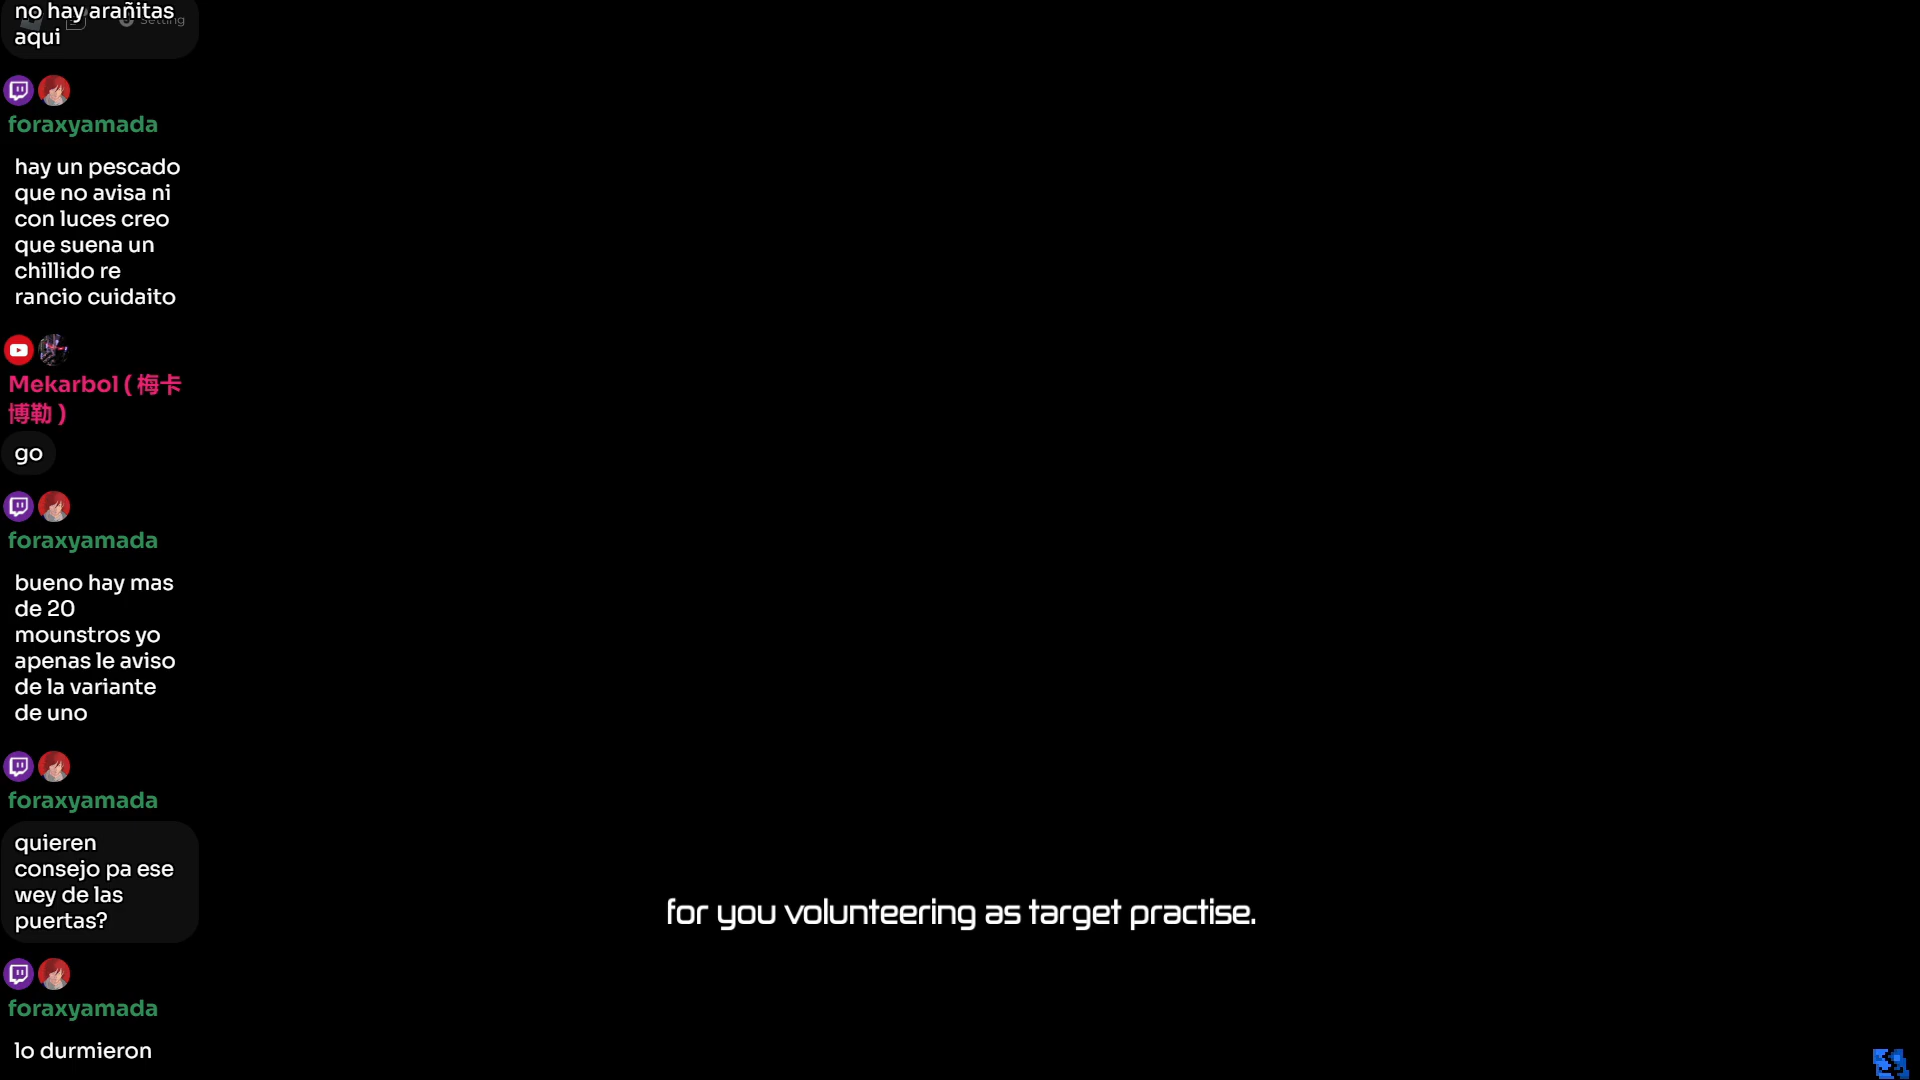 no hay arañitas
Setting
aqui
foraxyamada
hay un pescado
que no avisa ni
con luces creo
que suena un
chillido re
rancio cuidaito
Mekarbol ( 梅卡
博勒 )
go
foraxyamada
bueno hay mas
de 20
mounstros yo
apenas le aviso
de la variante
de uno
foraxyamada
quieren
consejo pa ese
wey de las
puertas?
foraxyamada
lo durmieron
for you volunteering as target practise.